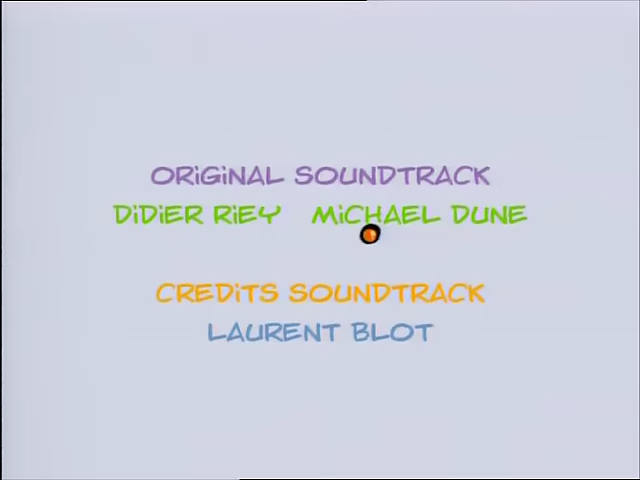 ORiGiNAL SOUNDTRACK
DiDiER RiEY MiCHAEL DUNE
CREDiTS SOUNDTRACK
LAURENT BLOT